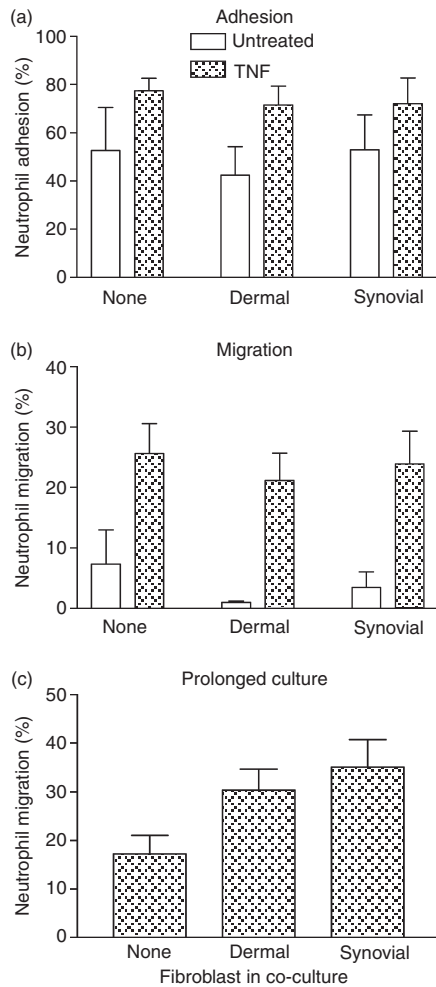 (a) Adhesion
Untreated
TNF
Neutrophil adhesion (%)
100
80
60
40
20
0
None Dermal Synovial
(b) Migration
Neutrophil migration (%)
40
30
20
10
0
None Dermal Synovial
(c) Prolonged culture
Neutrophil migration (%)
50
40
30
20
10
0
None Dermal Synovial
Fibroblast in co-culture